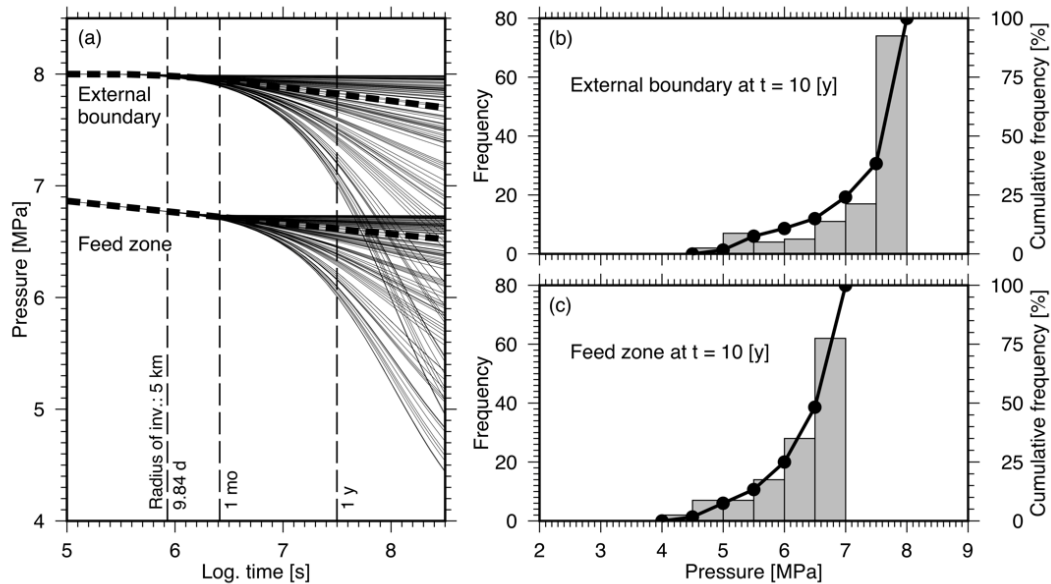 (a)
External
boundary
Feed zone
Radius of inv.: 5 km
9.84 d
1 mo
1 y
Pressure [MPa]
9
8
7
6
5
4
5
6
7
8
Log. time [s]
(b)
External boundary at t = 10 [y]
Frequency
80
60
40
20
0
Cumulative frequency [%]
100
75
50
25
0
(c)
Feed zone at t = 10 [y]
Frequency
80
60
40
20
0
Cumulative frequency [%]
100
75
50
25
0
2
3
4
5
6
7
8
9
Pressure [MPa]